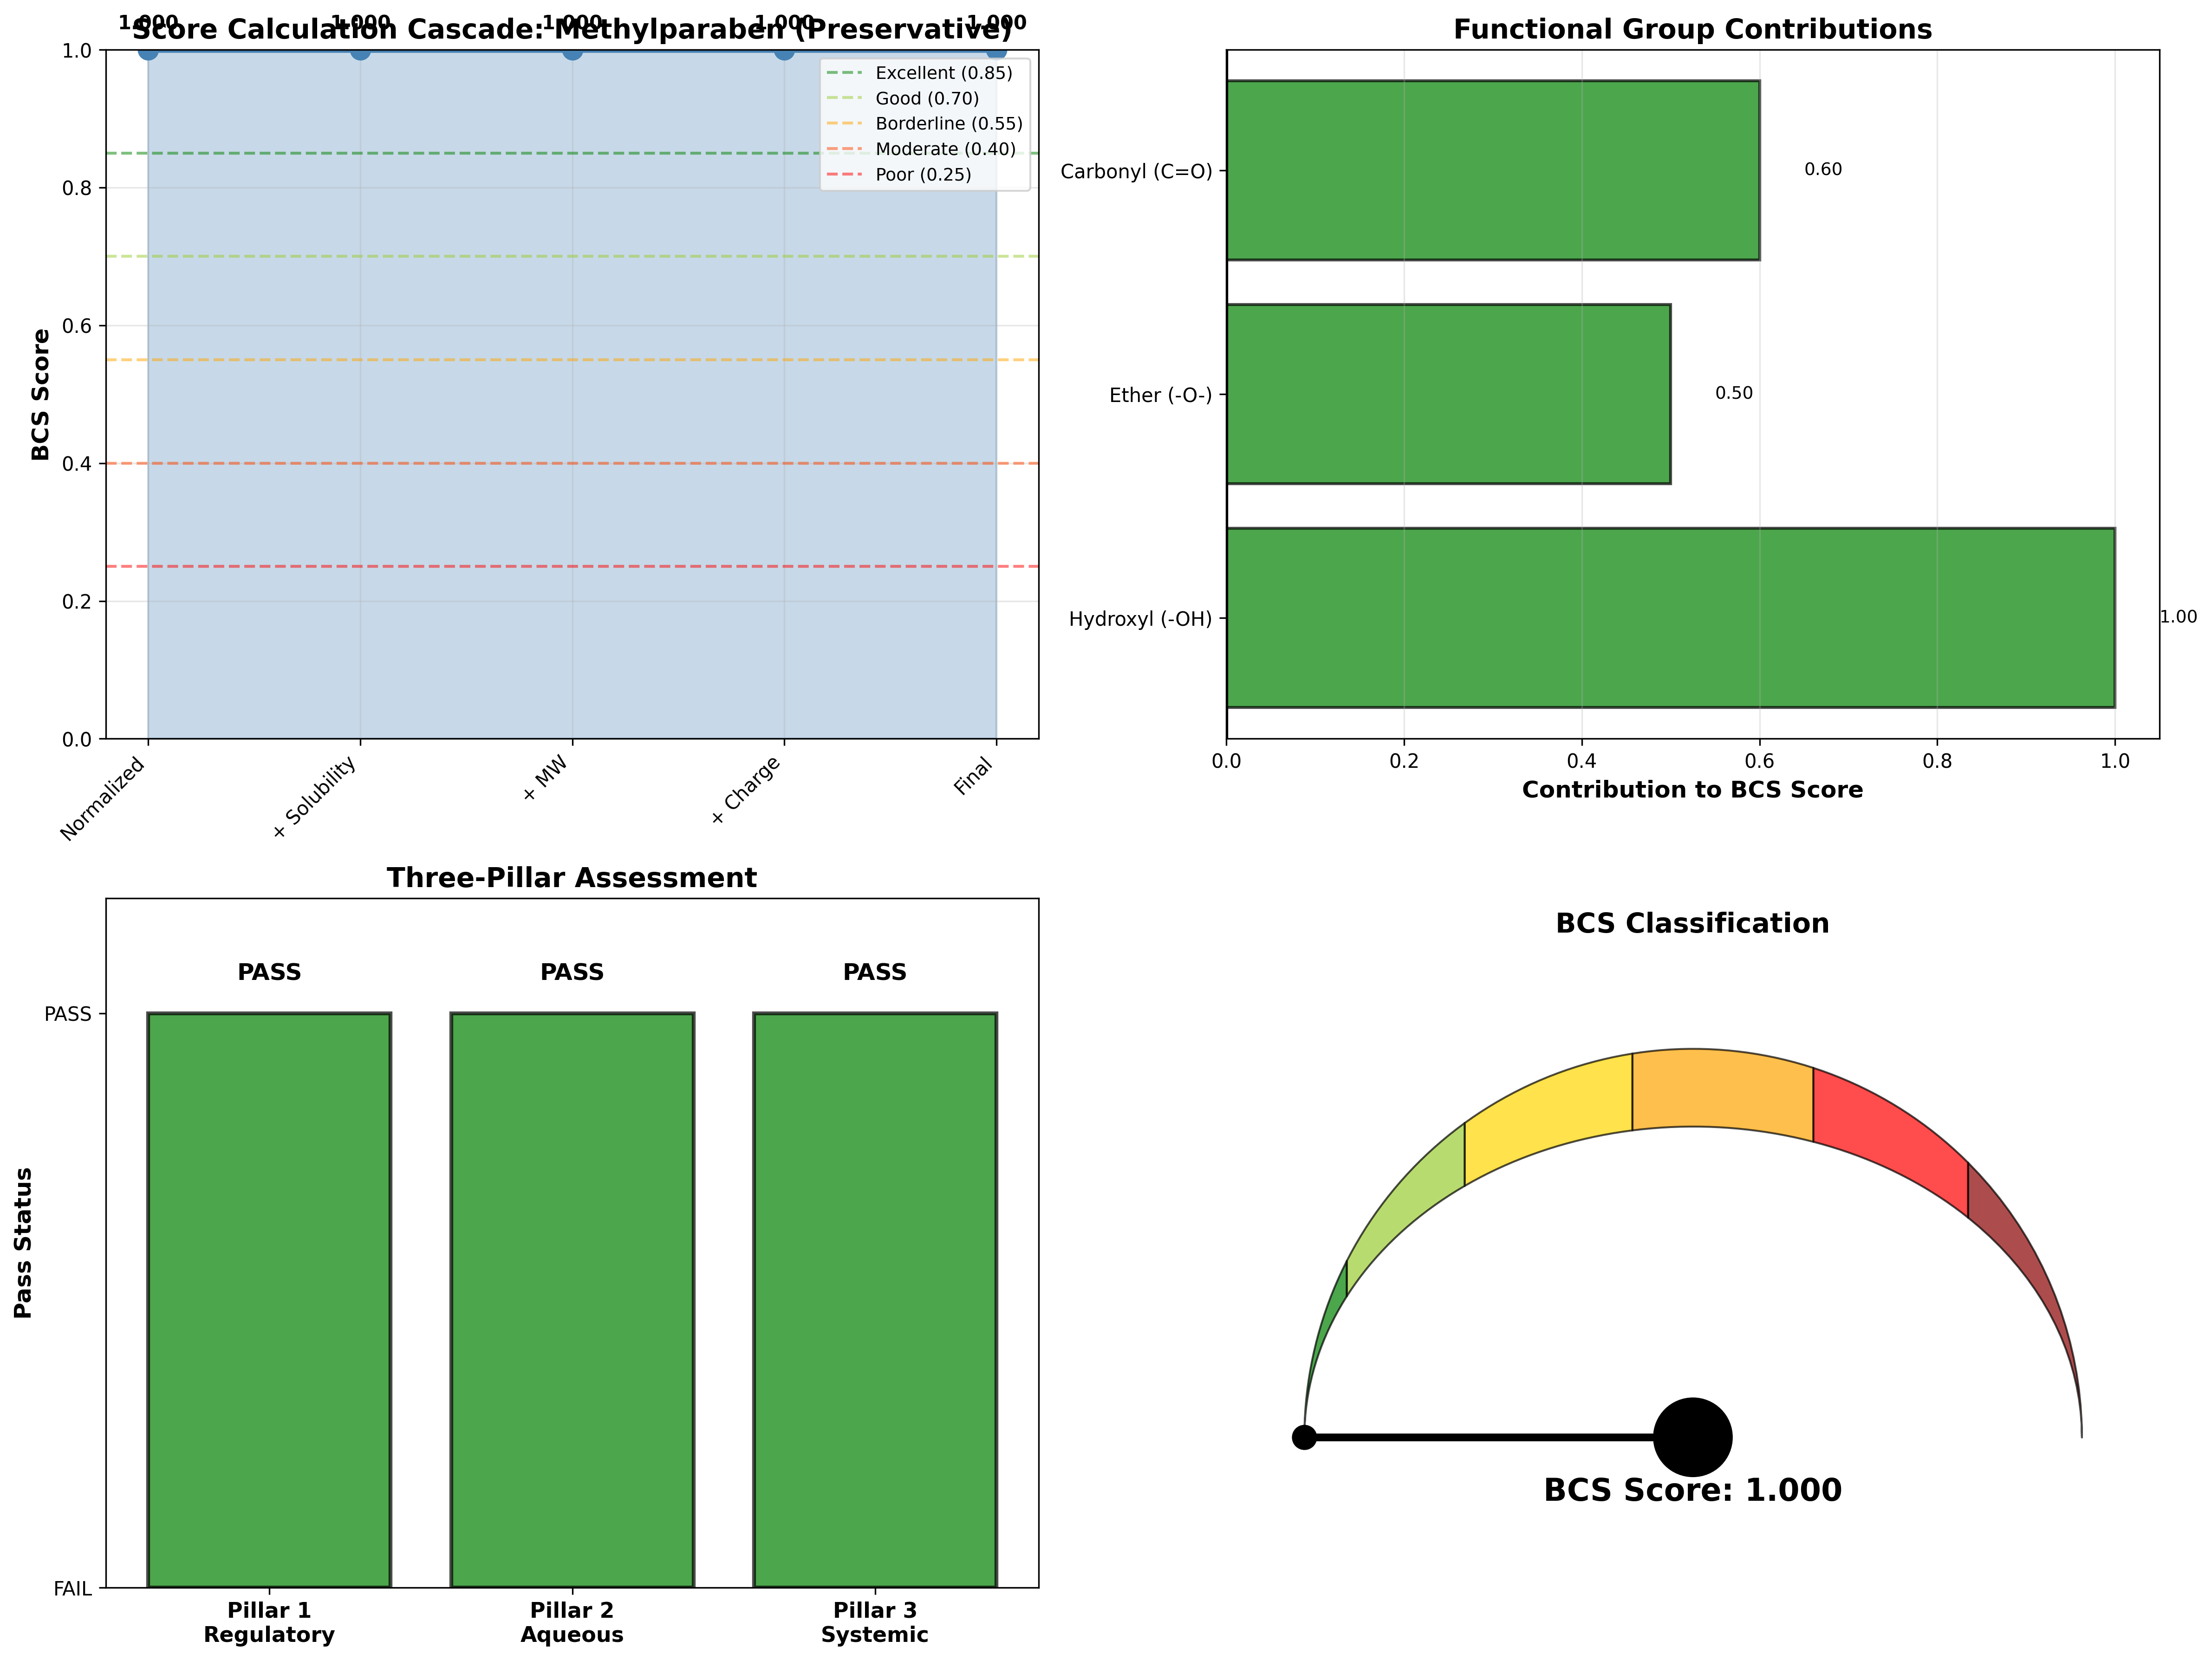 1.000
1.000
1.000
1.000
1.000
Score Calculation Cascade: Methylparaben (Preservative)
BCS Score
1.0
0.8
0.6
0.4
0.2
0.0
Excellent (0.85)
Good (0.70)
Borderline (0.55)
Moderate (0.40)
Poor (0.25)
Normalized
+ Solubility
+ MW
+ Charge
Final
Functional Group Contributions
Carbonyl (C=O)
Ether (-O-)
Hydroxyl (-OH)
0.60
0.50
1.00
0.0
0.2
0.4
0.6
0.8
1.0
Contribution to BCS Score
Three-Pillar Assessment
Pass Status
PASS
FAIL
PASS
PASS
PASS
Pillar 1
Regulatory
Pillar 2
Aqueous
Pillar 3
Systemic
BCS Classification
BCS Score: 1.000